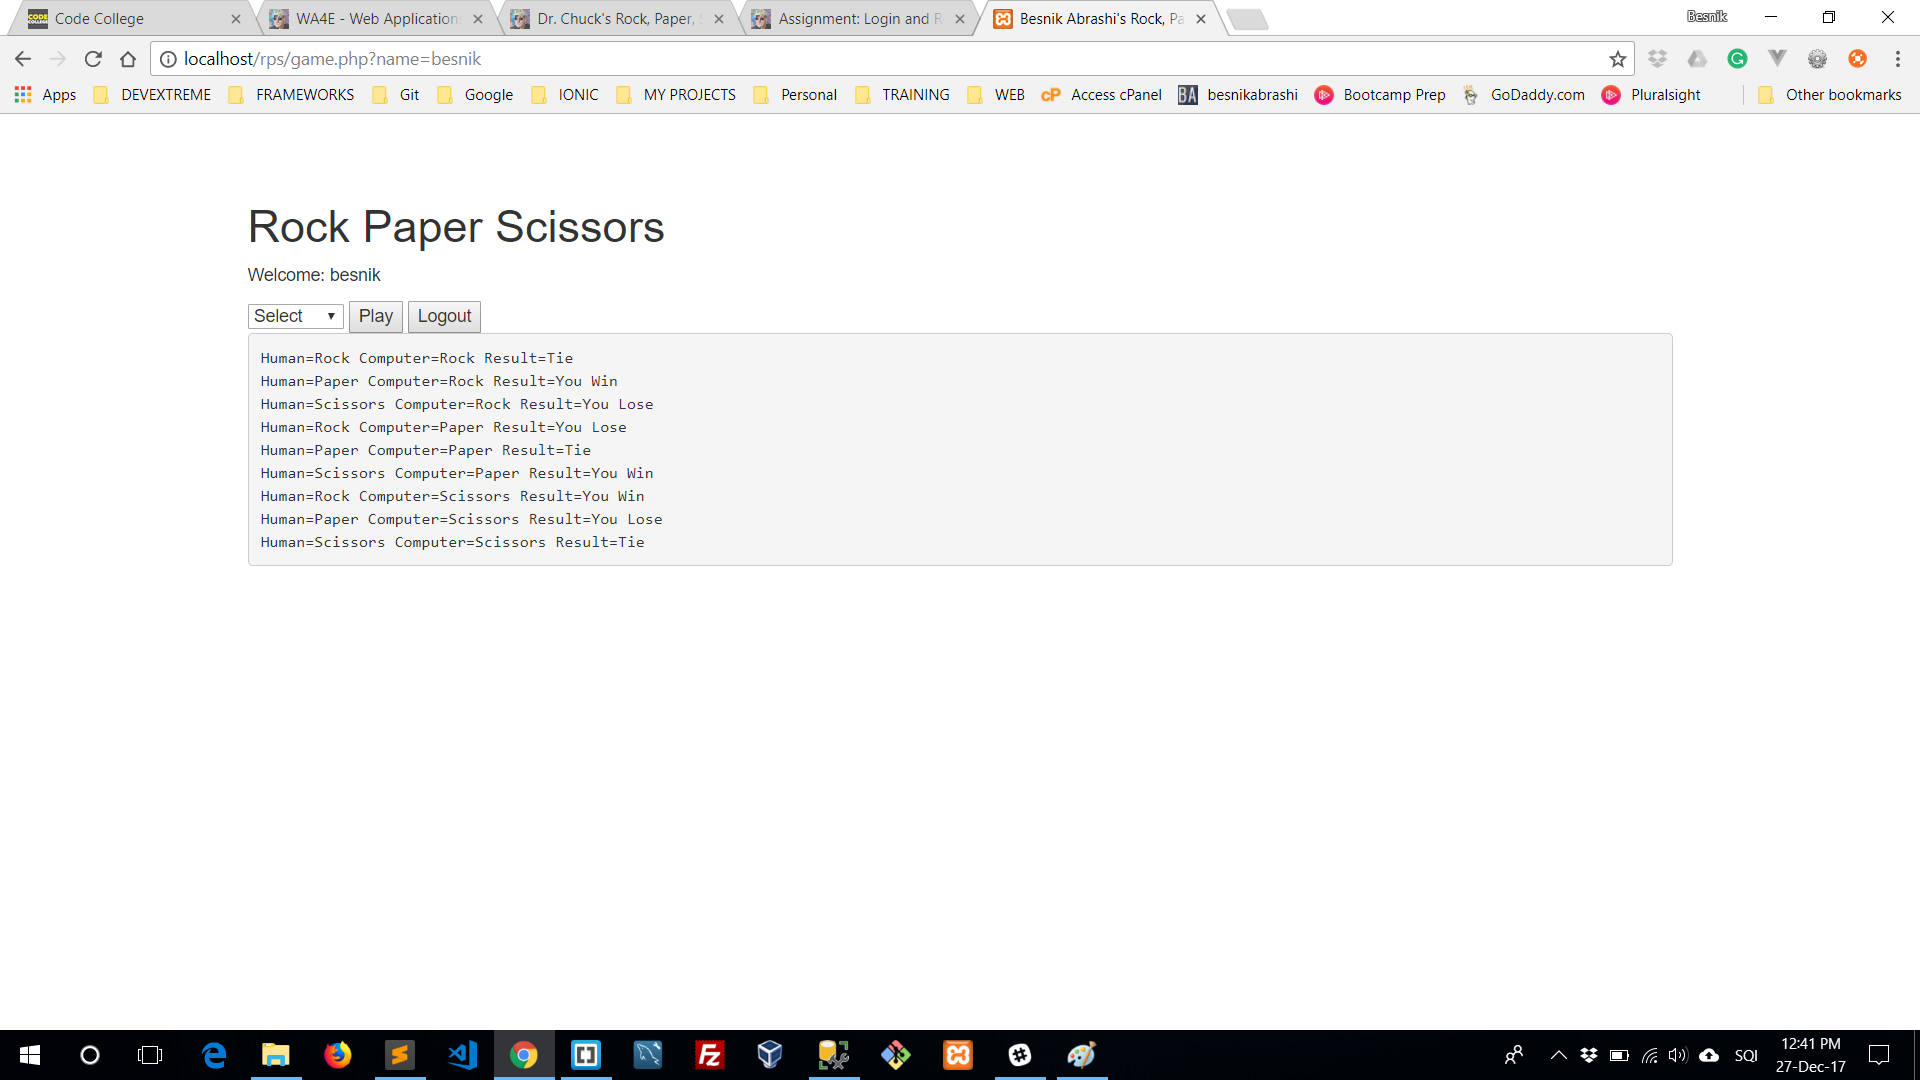 Code College
WA4E - Web Application
Dr. Chuck's Rock, Paper,
Assignment: Login and R
Besnik Abrashi's Rock, Pa
Besnik
localhost/rps/game.php?name=besnik
Apps DEVEXTREME FRAMEWORKS Git Google IONIC MY PROJECTS Personal TRAINING WEB cP Access cPanel BA besnikabrashi Bootcamp Prep GoDaddy.com Pluralsight Other bookmarks
Rock Paper Scissors
Welcome: besnik
Select Play Logout
Human=Rock Computer=Rock Result=Tie
Human=Paper Computer=Rock Result=You Win
Human=Scissors Computer=Rock Result=You Lose
Human=Rock Computer=Paper Result=You Lose
Human=Paper Computer=Paper Result=Tie
Human=Scissors Computer=Paper Result=You Win
Human=Rock Computer=Scissors Result=You Win
Human=Paper Computer=Scissors Result=You Lose
Human=Scissors Computer=Scissors Result=Tie
SQI
12:41 PM
27-Dec-17